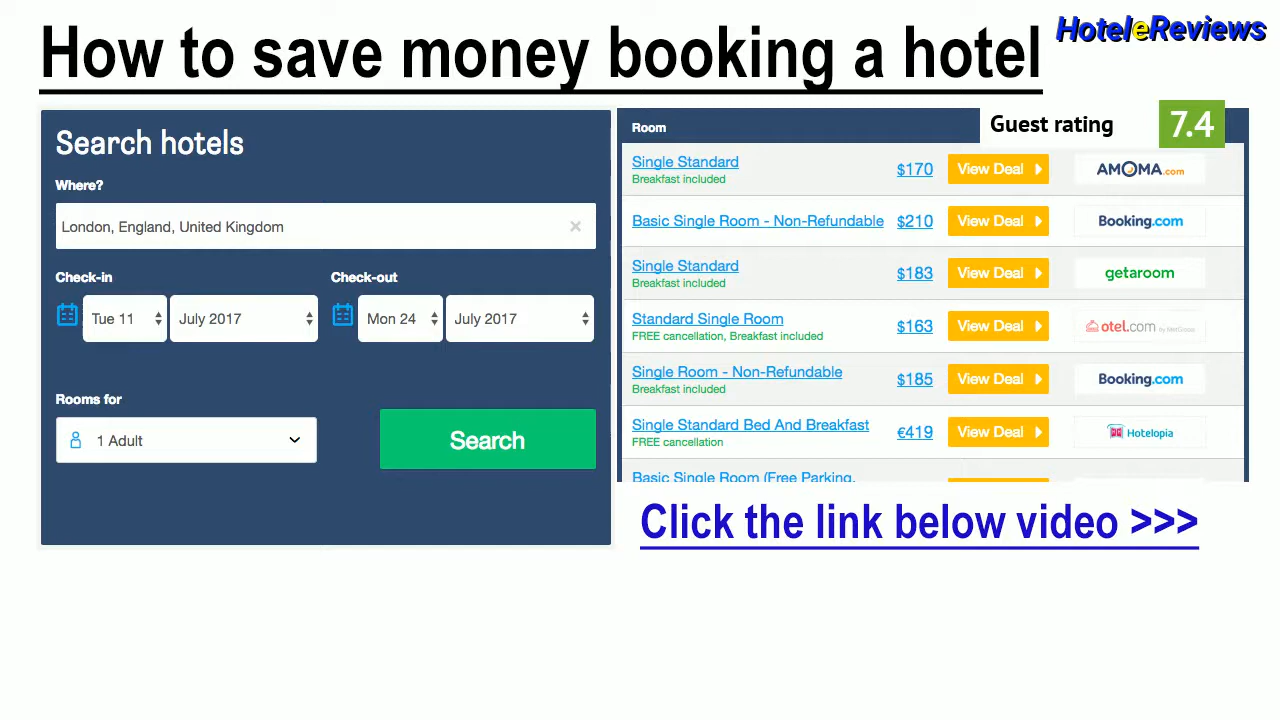 How to save money booking a hotel
HoteleReviews
Search hotels
Where?
London, England, United Kingdom
Check-in
Check-out
Tue 11
July 2017
Mon 24
July 2017
Rooms for
1 Adult
Search
Room
Guest rating
7.4
Single Standard
Breakfast included
$170
View Deal
AMOMA.com
Basic Single Room - Non-Refundable
$210
View Deal
Booking.com
Single Standard
Breakfast included
$183
View Deal
getaroom
Standard Single Room
FREE cancellation, Breakfast included
$163
View Deal
otel.com
Single Room - Non-Refundable
Breakfast included
$185
View Deal
Booking.com
Single Standard Bed And Breakfast
FREE cancellation
€419
View Deal
Hotelopia
Basic Single Room (Free Parking,
Click the link below video >>>